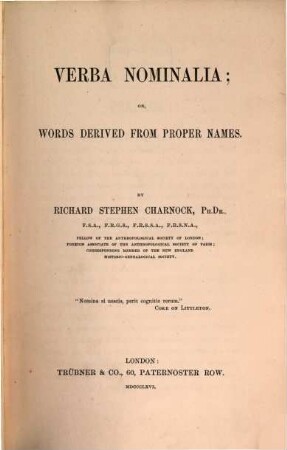 VERBA NOMINALIA;
OR,
WORDS DERIVED FROM PROPER NAMES.
BY
RICHARD STEPHEN CHARNOCK, PH.DR.
F.S.A., F.R.G.S., F.R.S.S.A., F.R.S.N.A.,
FELLOW OF THE ANTHROPOLOGICAL SOCIETY OF LONDON;
FOREIGN ASSOCIATE OF THE ANTHROPOLOGICAL SOCIETY OF PARIS;
CORRESPONDING MEMBER OF THE NEW ENGLAND
HISTORIC-GENEALOGICAL SOCIETY.
"Nomina si nescis, perit cognitio rerum."
COKE ON LITTLETON.
LONDON:
TRÜBNER & CO., 60, PATERNOSTER ROW.
MDCCCLXVI.